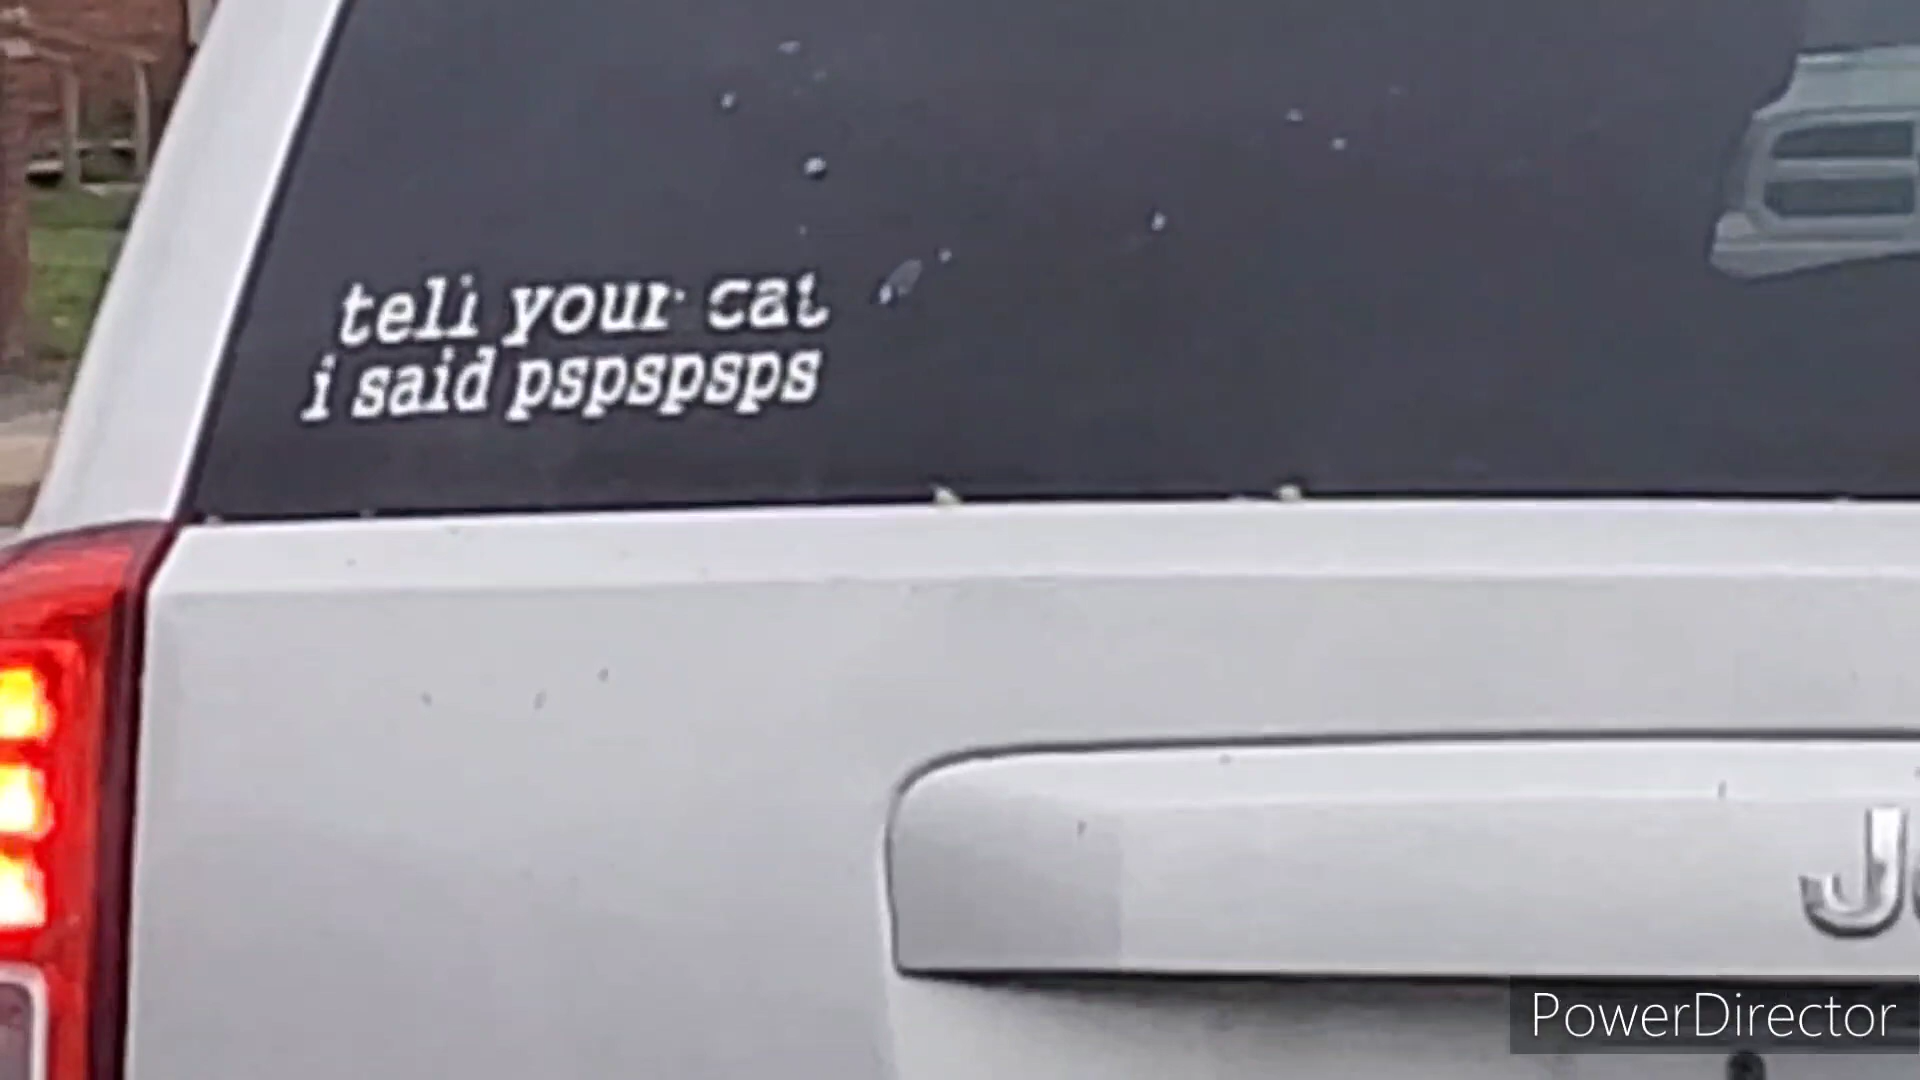 tell your cat
i said pspspsps
J
PowerDirector